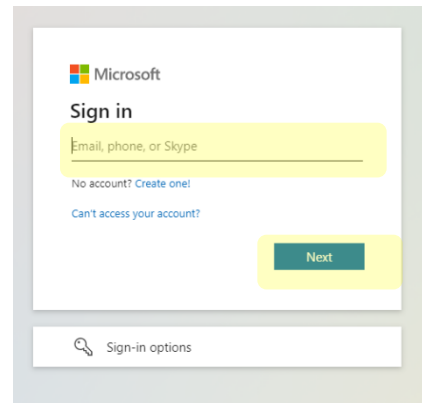 Microsoft
Sign in
Email, phone, or Skype
No account? Create one!
Can't access your account?
Next
Sign-in options